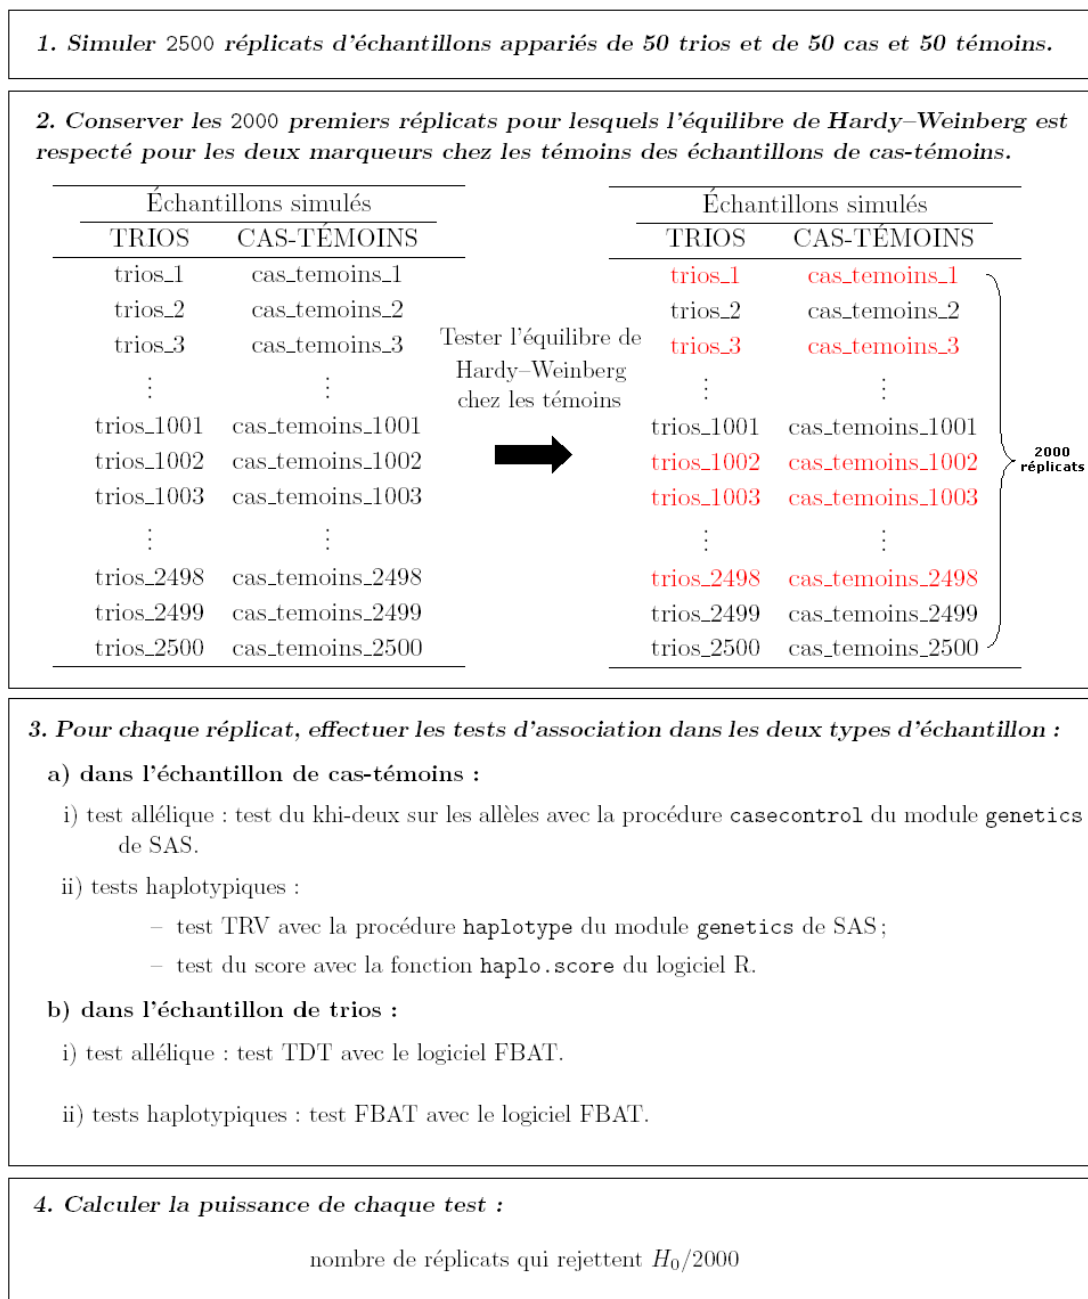 1. Simuler 2500 réplicats d'échantillons appariés de 50 trios et de 50 cas et 50 témoins.
2. Conserver les 2000 premiers réplicats pour lesquels l'équilibre de Hardy–Weinberg est
respecté pour les deux marqueurs chez les témoins des échantillons de cas-témoins.
Échantillons simulés
TRIOS CAS-TÉMOINS
trios_1 cas_temoins_1
trios_2 cas_temoins_2
trios_3 cas_temoins_3
⋮ ⋮
trios_1001 cas_temoins_1001
trios_1002 cas_temoins_1002
trios_1003 cas_temoins_1003
⋮ ⋮
trios_2498 cas_temoins_2498
trios_2499 cas_temoins_2499
trios_2500 cas_temoins_2500
Tester l'équilibre de
Hardy–Weinberg
chez les témoins
Échantillons simulés
TRIOS CAS-TÉMOINS
trios_1 cas_temoins_1
trios_2 cas_temoins_2
trios_3 cas_temoins_3
⋮ ⋮
trios_1001 cas_temoins_1001
trios_1002 cas_temoins_1002
trios_1003 cas_temoins_1003
⋮ ⋮
trios_2498 cas_temoins_2498
trios_2499 cas_temoins_2499
trios_2500 cas_temoins_2500
2000
réplicats
3. Pour chaque réplicat, effectuer les tests d'association dans les deux types d'échantillon :
a) dans l'échantillon de cas-témoins :
i) test allélique : test du khi-deux sur les allèles avec la procédure casecontrol du module genetics
de SAS.
ii) tests haplotypiques :
– test TRV avec la procédure haplotype du module genetics de SAS ;
– test du score avec la fonction haplo.score du logiciel R.
b) dans l'échantillon de trios :
i) test allélique : test TDT avec le logiciel FBAT.
ii) tests haplotypiques : test FBAT avec le logiciel FBAT.
4. Calculer la puissance de chaque test :
nombre de réplicats qui rejettent H₀/2000